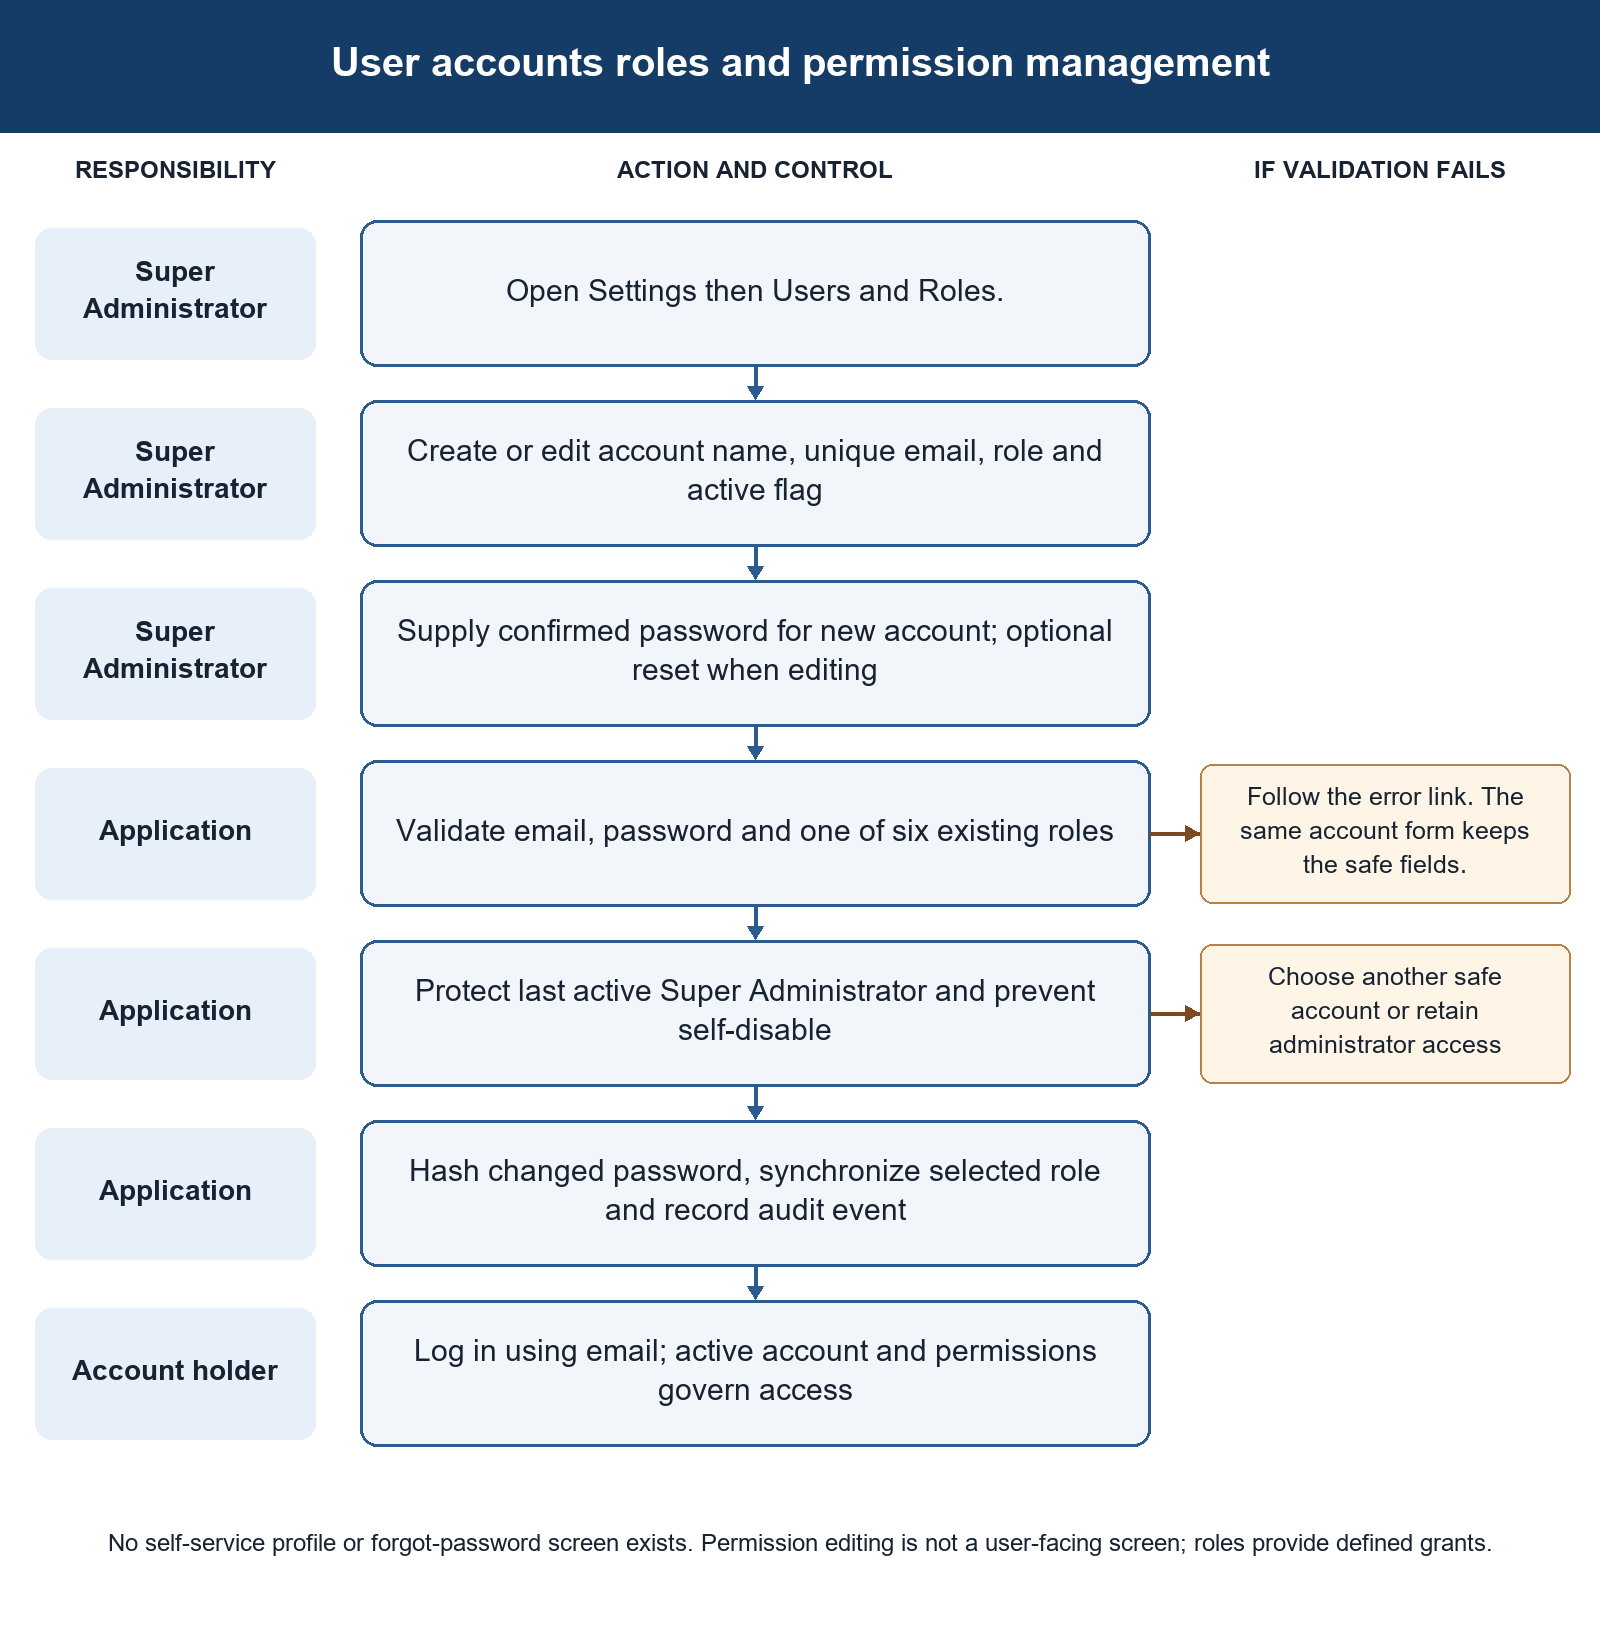 User accounts roles and permission management
RESPONSIBILITY
ACTION AND CONTROL
IF VALIDATION FAILS
Super
Administrator
Open Settings then Users and Roles.
Super
Administrator
Create or edit account name, unique email, role and
active flag
Super
Administrator
Supply confirmed password for new account; optional
reset when editing
Application
Validate email, password and one of six existing roles
Follow the error link. The
same account form keeps
the safe fields.
Application
Protect last active Super Administrator and prevent
self-disable
Choose another safe
account or retain
administrator access
Application
Hash changed password, synchronize selected role
and record audit event
Account holder
Log in using email; active account and permissions
govern access
No self-service profile or forgot-password screen exists. Permission editing is not a user-facing screen; roles provide defined grants.